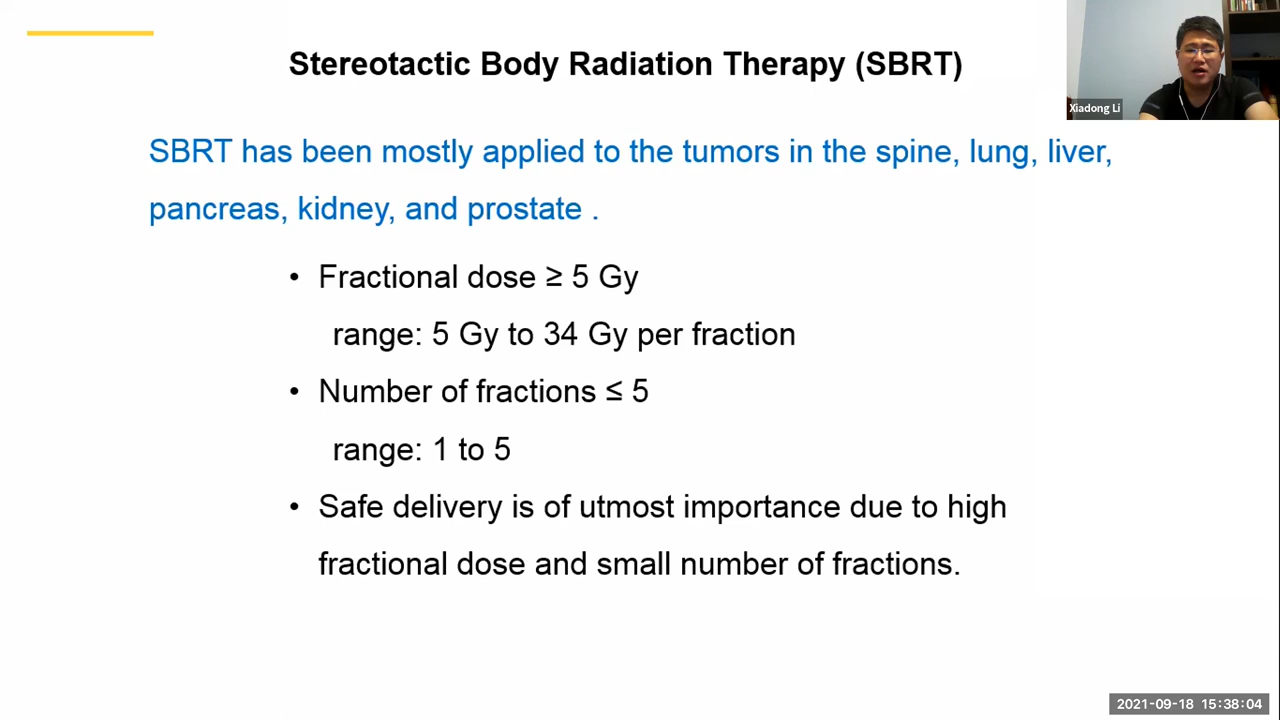 Stereotactic Body Radiation Therapy (SBRT)
Xiadong Li
SBRT has been mostly applied to the tumors in the spine, lung, liver,
pancreas, kidney, and prostate .
• Fractional dose ≥ 5 Gy
range: 5 Gy to 34 Gy per fraction
• Number of fractions ≤ 5
range: 1 to 5
• Safe delivery is of utmost importance due to high
fractional dose and small number of fractions.
2021-09-18 15:38:04